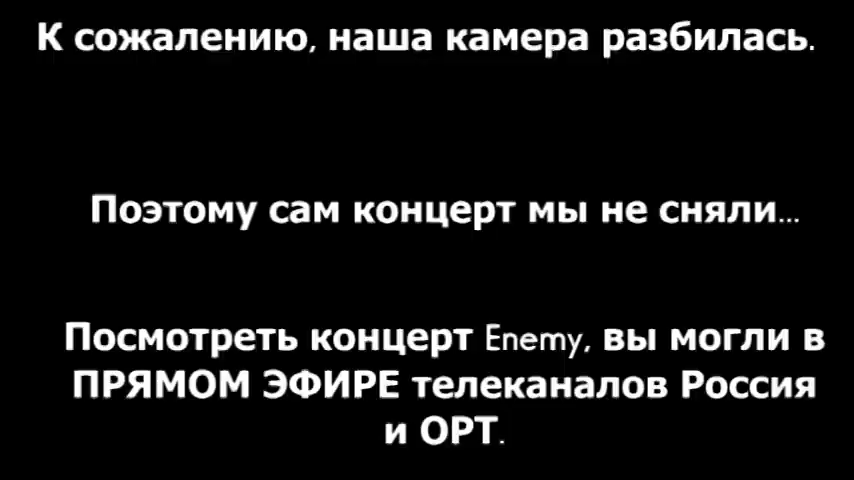 К сожалению, наша камера разбилась.
Поэтому сам концерт мы не сняли...
Посмотреть концерт Enemy, вы могли в
ПРЯМОМ ЭФИРЕ телеканалов Россия
и ОРТ.